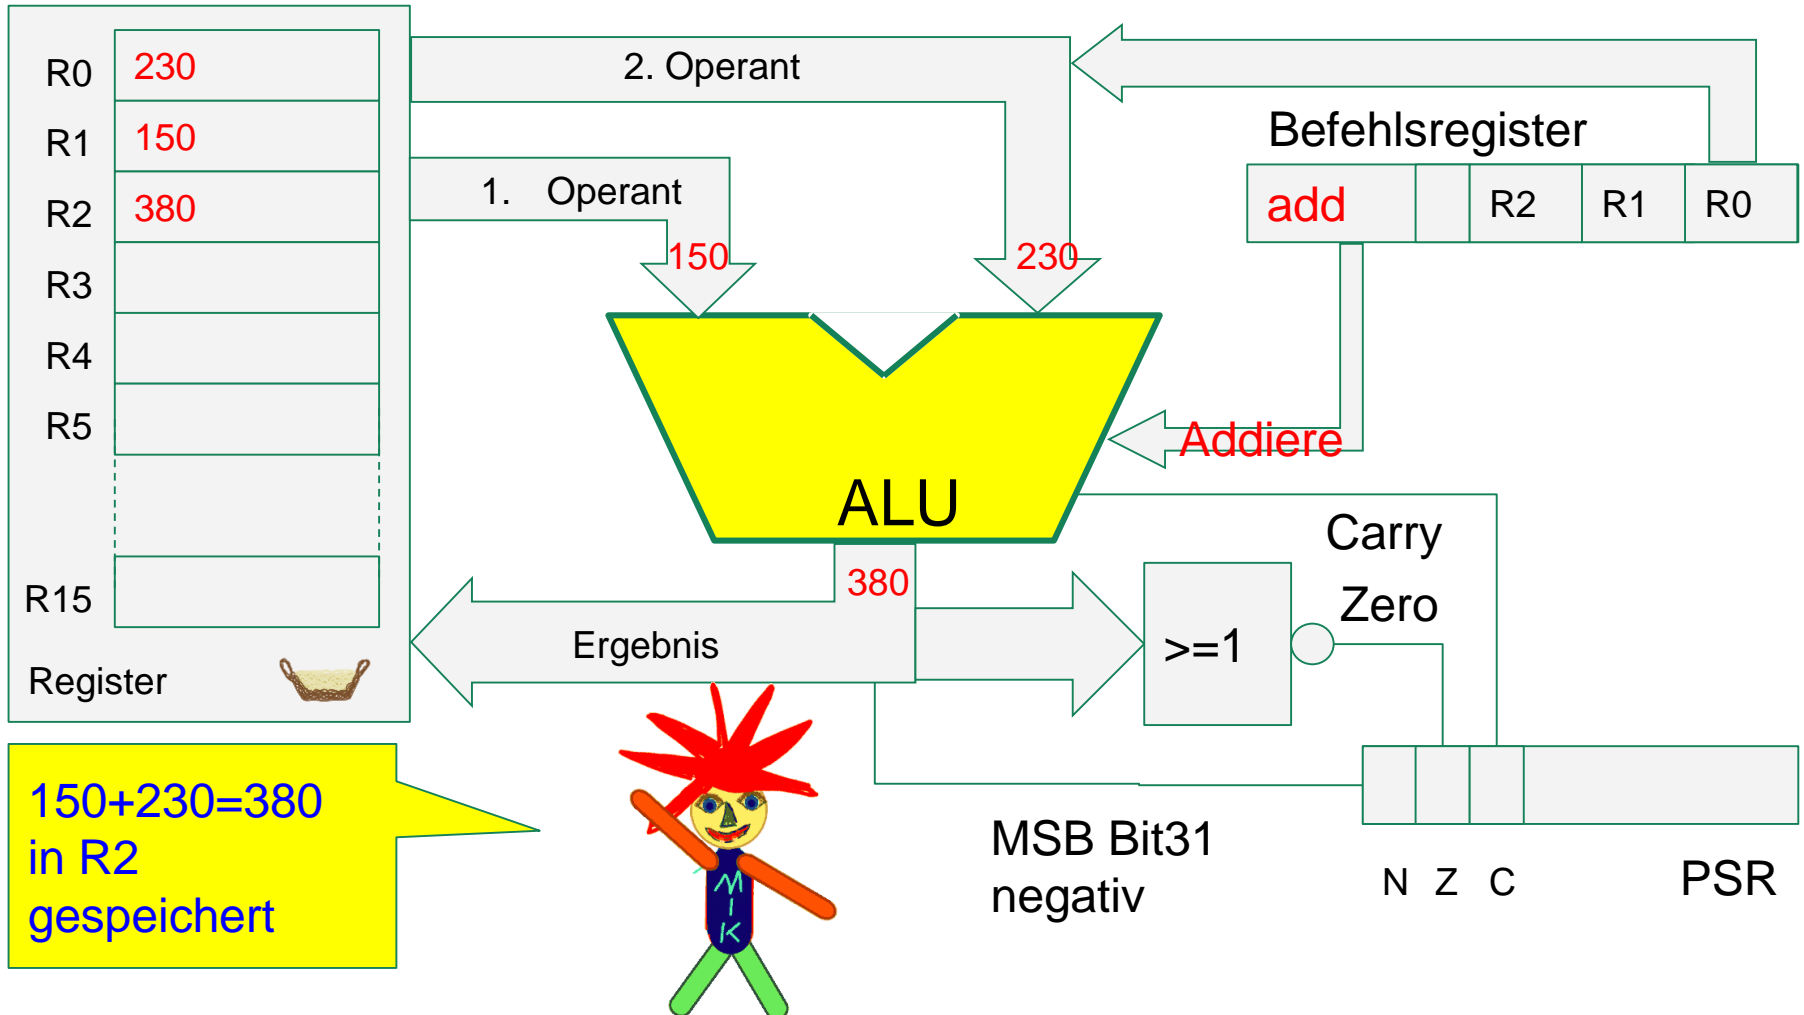 R0 230
R1 150
R2 380
R3
R4
R5
R15
Register
2. Operant
1. Operant
150
230
Befehlsregister
add R2 R1 R0
Addiere
ALU
380
Ergebnis
>=1
Carry
Zero
MSB Bit31
negativ
N Z C PSR
150+230=380
in R2
gespeichert
M
I
K